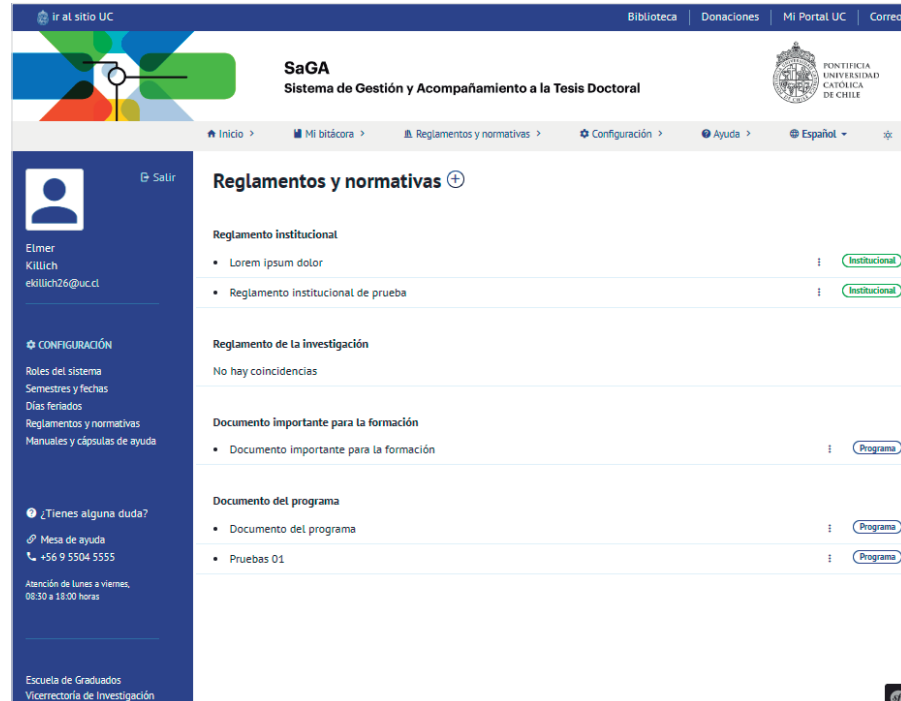 ir al sitio UC
Biblioteca
Donaciones
Mi Portal UC
Correo
SaGA
Sistema de Gestión y Acompañamiento a la Tesis Doctoral
PONTIFICIA
UNIVERSIDAD
CATÓLICA
DE CHILE
Inicio >
Mi bitácora >
Reglamentos y normativas >
Configuración >
Ayuda >
Español
Salir
Elmer
Killich
ekillich26@uc.cl
CONFIGURACIÓN
Roles del sistema
Semestres y fechas
Días feriados
Reglamentos y normativas
Manuales y cápsulas de ayuda
¿Tienes alguna duda?
Mesa de ayuda
+56 9 5504 5555
Atención de lunes a viernes,
08:30 a 18:00 horas
Escuela de Graduados
Vicerrectoría de Investigación
Reglamentos y normativas
Reglamento institucional
• Lorem ipsum dolor
Institucional
• Reglamento institucional de prueba
Institucional
Reglamento de la investigación
No hay coincidencias
Documento importante para la formación
• Documento importante para la formación
Programa
Documento del programa
• Documento del programa
Programa
• Pruebas 01
Programa